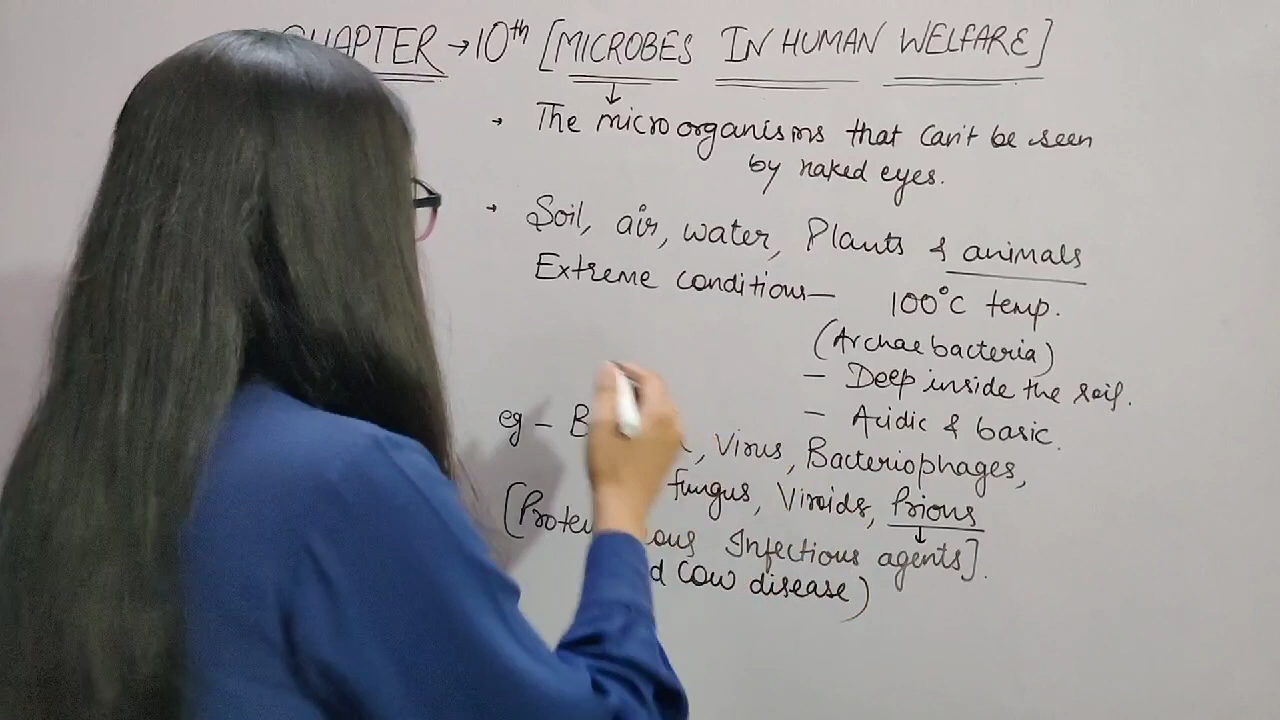 CHAPTER → 10th [MICROBES IN HUMAN WELFARE]
→ The microorganisms that can't be seen
by naked eyes.
→ Soil, air, water, Plants & animals
Extreme conditions — 100°C temp.
(Archaebacteria)
— Deep inside the soil.
— Acidic & basic.
eg – , Virus, Bacteriophages,
fungus, Viroids, Prions
[ Infectious agents].
Cow disease)